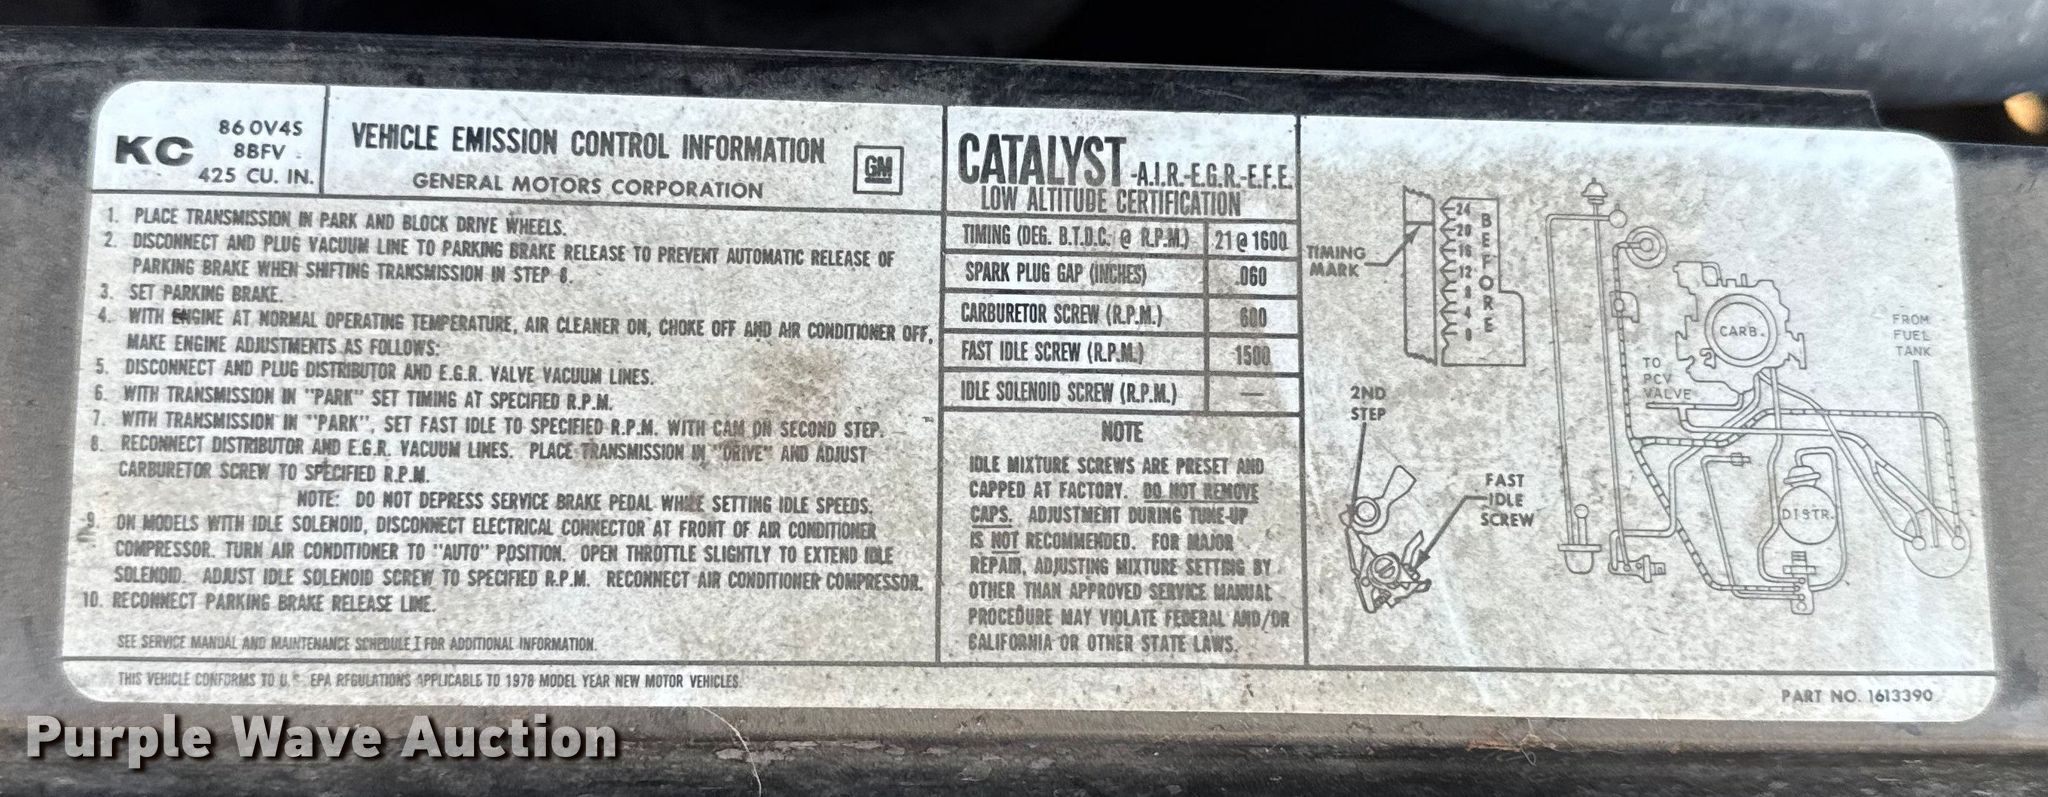 KC
86 0V4S
8BFV
425 CU. IN.
VEHICLE EMISSION CONTROL INFORMATION
GENERAL MOTORS CORPORATION
GM
1. PLACE TRANSMISSION IN PARK AND BLOCK DRIVE WHEELS.
2. DISCONNECT AND PLUG VACUUM LINE TO PARKING BRAKE RELEASE TO PREVENT AUTOMATIC RELEASE OF
PARKING BRAKE WHEN SHIFTING TRANSMISSION IN STEP 8.
3. SET PARKING BRAKE.
4. WITH ENGINE AT NORMAL OPERATING TEMPERATURE, AIR CLEANER ON, CHOKE OFF AND AIR CONDITIONER OFF,
MAKE ENGINE ADJUSTMENTS AS FOLLOWS:
5. DISCONNECT AND PLUG DISTRIBUTOR AND E.G.R. VALVE VACUUM LINES.
6. WITH TRANSMISSION IN "PARK" SET TIMING AT SPECIFIED R.P.M.
7. WITH TRANSMISSION IN "PARK", SET FAST IDLE TO SPECIFIED R.P.M. WITH CAM ON SECOND STEP.
8. RECONNECT DISTRIBUTOR AND E.G.R. VACUUM LINES. PLACE TRANSMISSION IN "DRIVE" AND ADJUST
CARBURETOR SCREW TO SPECIFIED R.P.M.
NOTE: DO NOT DEPRESS SERVICE BRAKE PEDAL WHILE SETTING IDLE SPEEDS.
9. ON MODELS WITH IDLE SOLENOID, DISCONNECT ELECTRICAL CONNECTOR AT FRONT OF AIR CONDITIONER
COMPRESSOR. TURN AIR CONDITIONER TO "AUTO" POSITION. OPEN THROTTLE SLIGHTLY TO EXTEND IDLE
SOLENOID. ADJUST IDLE SOLENOID SCREW TO SPECIFIED R.P.M. RECONNECT AIR CONDITIONER COMPRESSOR.
10. RECONNECT PARKING BRAKE RELEASE LINE.
SEE SERVICE MANUAL AND MAINTENANCE SCHEDULE I FOR ADDITIONAL INFORMATION.
THIS VEHICLE CONFORMS TO U.S. EPA REGULATIONS APPLICABLE TO 1978 MODEL YEAR NEW MOTOR VEHICLES.
CATALYST -A.I.R.-E.G.R.-E.F.E.
LOW ALTITUDE CERTIFICATION
TIMING (DEG. B.T.D.C. @ R.P.M.) 21 @ 1600
SPARK PLUG GAP (INCHES) .060
CARBURETOR SCREW (R.P.M.) 600
FAST IDLE SCREW (R.P.M.) 1500
IDLE SOLENOID SCREW (R.P.M.) —
NOTE
IDLE MIXTURE SCREWS ARE PRESET AND
CAPPED AT FACTORY. DO NOT REMOVE
CAPS. ADJUSTMENT DURING TUNE-UP
IS NOT RECOMMENDED. FOR MAJOR
REPAIR, ADJUSTING MIXTURE SETTING BY
OTHER THAN APPROVED SERVICE MANUAL
PROCEDURE MAY VIOLATE FEDERAL AND/OR
CALIFORNIA OR OTHER STATE LAWS.
TIMING
MARK
24
20
16
12
8
4
0
BEFORE
2ND
STEP
FAST
IDLE
SCREW
CARB.
TO
PCV
VALVE
FROM
FUEL
TANK
DISTR.
PART NO. 1613390
Purple Wave Auction